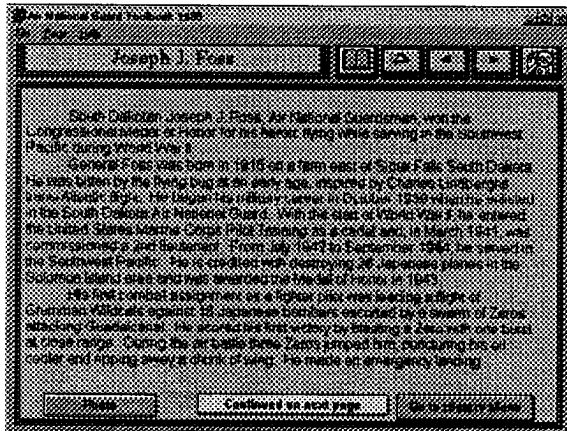 Air National Guard Toolbook 1.00
Joseph J. Foss
South Dakotan Joseph J. Foss, Air National Guardsman, won the
Congressional Medal of Honor for his heroic flying while serving in the Southwest
Pacific during World War II.
General Foss was born in 1915 on a farm east of Sioux Falls South Dakota.
He was bitten by the flying bug at an early age, inspired by Charles Lindbergh's
trans-Atlantic flight. He began his military career in October 1939 when he enlisted
in the South Dakota Air National Guard. With the start of World War II, he entered
the United States Marine Corps Pilot Training as a cadet and, in March 1941, was
commissioned a 2nd lieutenant. From July 1941 to September 1944, he served in
the Southwest Pacific. He is credited with destroying Japanese planes in the
Solomon Island area and was awarded the Medal of Honor in 1943.
His first combat assignment as a fighter pilot was leading a flight of
Grumman Wildcats against 18 Japanese bombers escorted by a swarm of Zeros
attacking Guadalcanal. He scored his first victory by blasting a Zero with one burst
at close range. During the air battle three Zeros jumped him, puncturing his oil
cooler and ripping away a chunk of wing. He made an emergency landing
Photo
Continued on next page
Go to